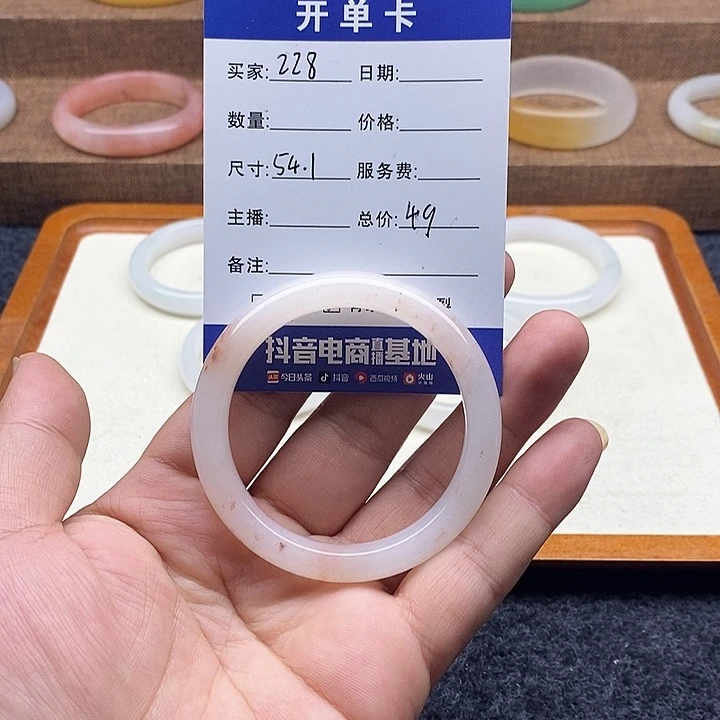 开单卡
买家: 228 日期:
数量: 价格:
尺寸: 54.1 服务费:
主播: 总价: 49
备注:
型
抖音电商直播基地
今日头条 抖音 西瓜视频 火山